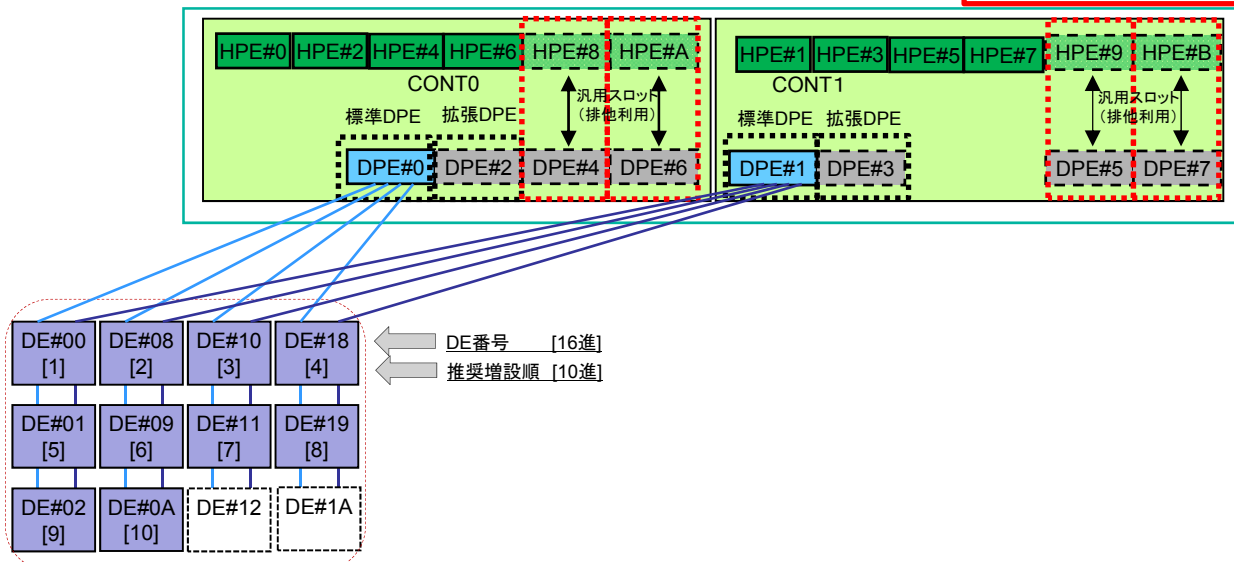 HPE#0 HPE#2 HPE#4 HPE#6 HPE#8 HPE#A
CONT0
汎用スロット
(排他利用)
標準DPE 拡張DPE
DPE#0 DPE#2 DPE#4 DPE#6
HPE#1 HPE#3 HPE#5 HPE#7 HPE#9 HPE#B
CONT1
汎用スロット
(排他利用)
標準DPE 拡張DPE
DPE#1 DPE#3 DPE#5 DPE#7
DE#00 DE#08 DE#10 DE#18
[1] [2] [3] [4]
DE番号 [16進]
推奨増設順 [10進]
DE#01 DE#09 DE#11 DE#19
[5] [6] [7] [8]
DE#02 DE#0A DE#12 DE#1A
[9] [10]